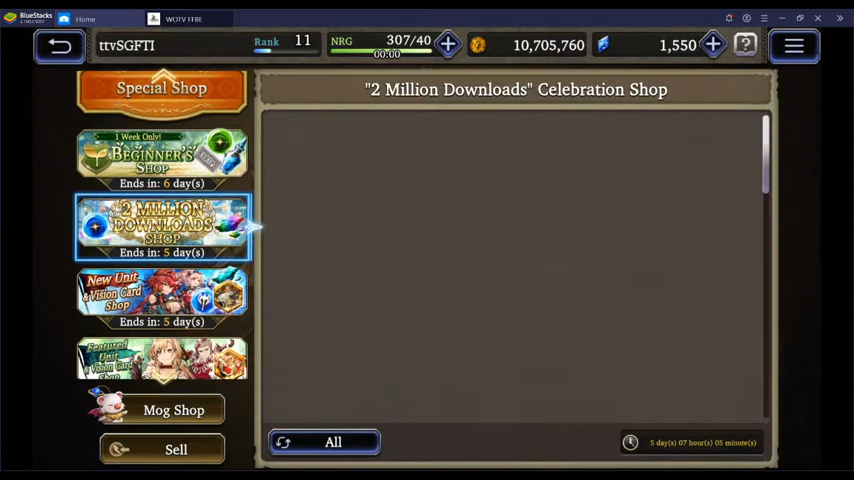 BlueStacks
Home
WOTV FFBE
ttvSGFTI
Rank 11
NRG 307/40
00:00
10,705,760
1,550
?
Special Shop
"2 Million Downloads" Celebration Shop
1 Week Only!
Beginner's
Shop
Ends in: 6 day(s)
2 Million
Downloads
Shop
Ends in: 5 day(s)
New Unit
& Vision Card
Shop
Ends in: 5 day(s)
Featured
Unit
& Vision Card
Shop
Mog Shop
Sell
All
5 day(s) 07 hour(s) 05 minute(s)